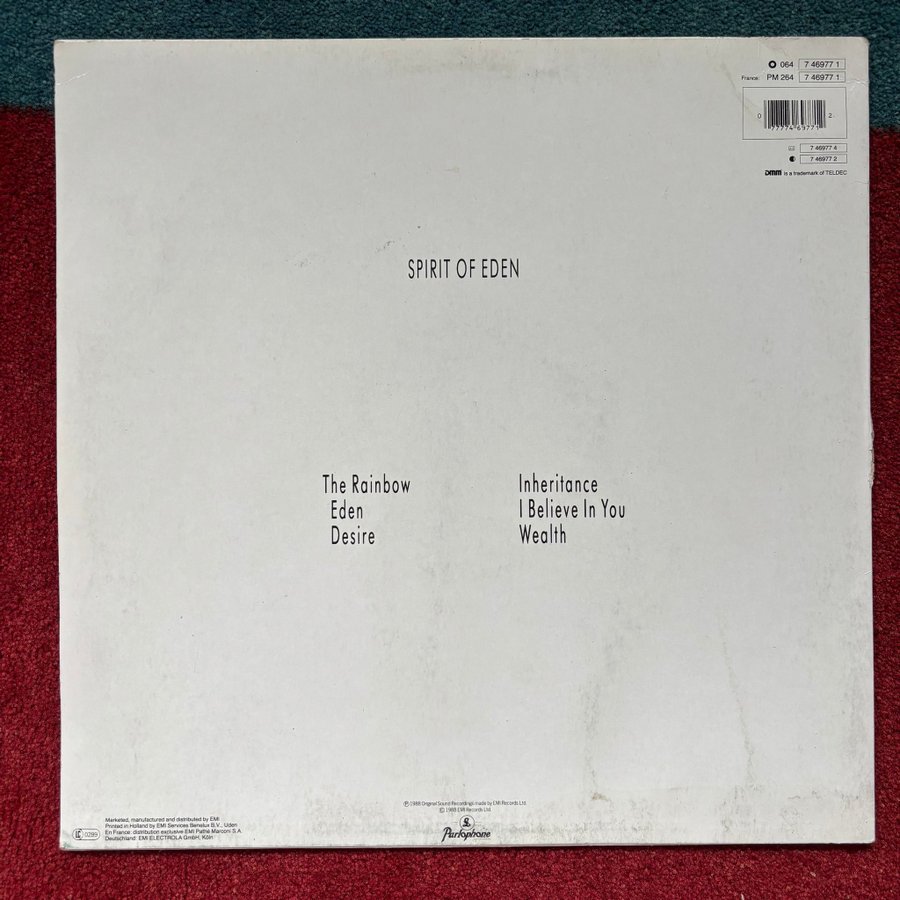 064 7 46977 1
France: PM 264 7 46977 1
0 77774 69771 2
7 46977 4
7 46977 2
DMM is a trademark of TELDEC
SPIRIT OF EDEN
The Rainbow
Eden
Desire
Inheritance
I Believe In You
Wealth
℗ 1988 Original Sound Recordings made by EMI Records Ltd.
© 1988 EMI Records Ltd.
Parlophone
LC 0299
Marketed, manufactured and distributed by EMI
Printed in Holland by EMI Services Benelux B.V., Uden
En France: distribution exclusive EMI Pathé Marconi S.A.
Deutschland: EMI ELECTROLA GmbH, Köln